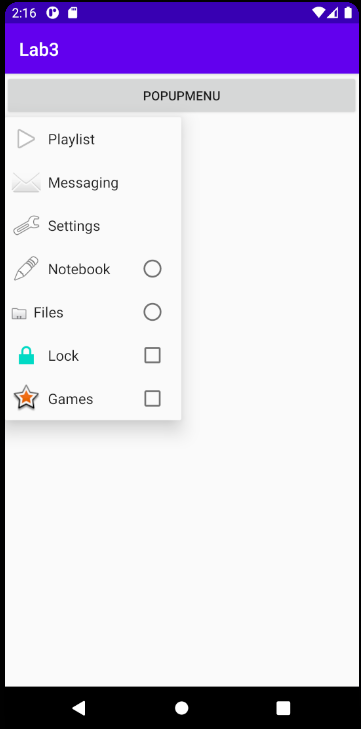 2:16
Lab3
POPUPMENU
Playlist
Messaging
Settings
Notebook
Files
Lock
Games